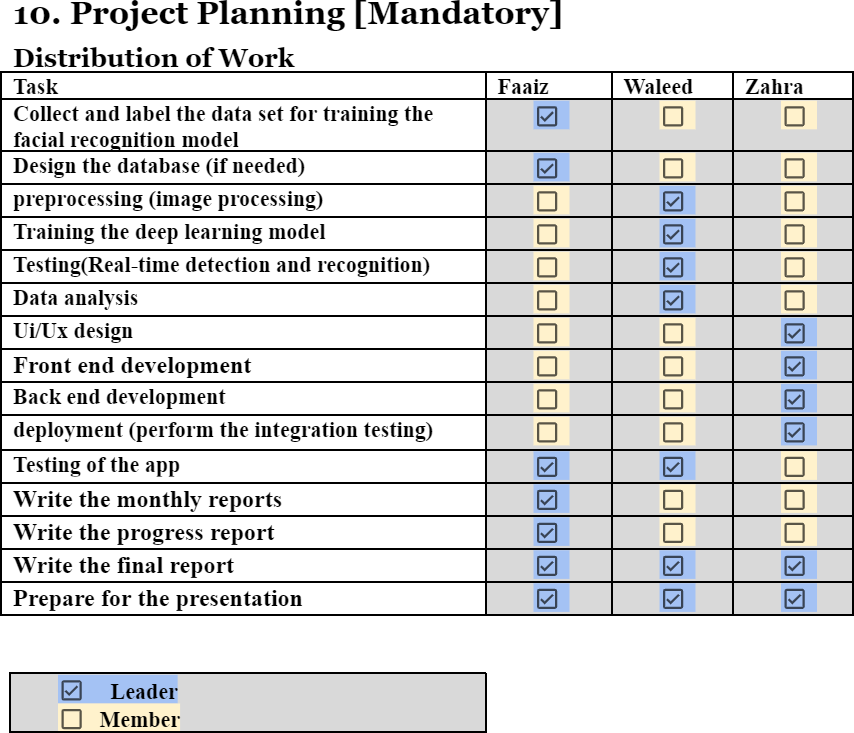 10. Project Planning [Mandatory]
Distribution of Work
Task Faaiz Waleed Zahra
Collect and label the data set for training the
facial recognition model
Design the database (if needed)
preprocessing (image processing)
Training the deep learning model
Testing(Real-time detection and recognition)
Data analysis
Ui/Ux design
Front end development
Back end development
deployment (perform the integration testing)
Testing of the app
Write the monthly reports
Write the progress report
Write the final report
Prepare for the presentation
Leader
Member